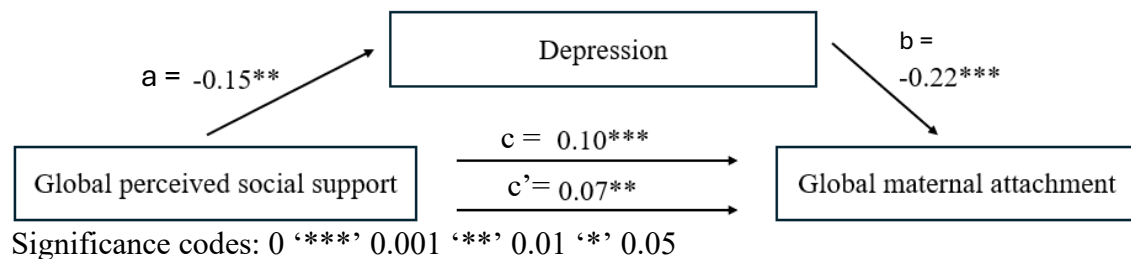 Depression
b =
-0.22***
a = -0.15**
c = 0.10***
Global perceived social support
c’= 0.07**
Global maternal attachment
Significance codes: 0 ‘***’ 0.001 ‘**’ 0.01 ‘*’ 0.05